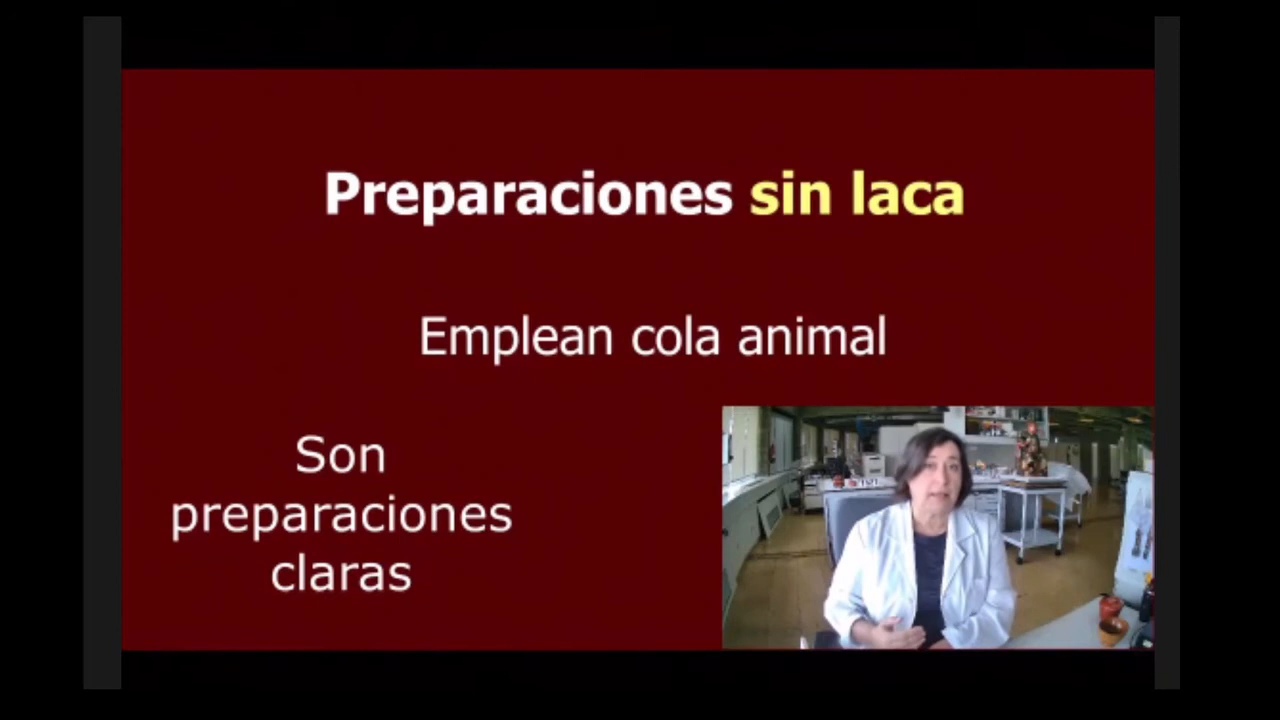 Preparaciones sin laca
Emplean cola animal
Son
preparaciones
claras